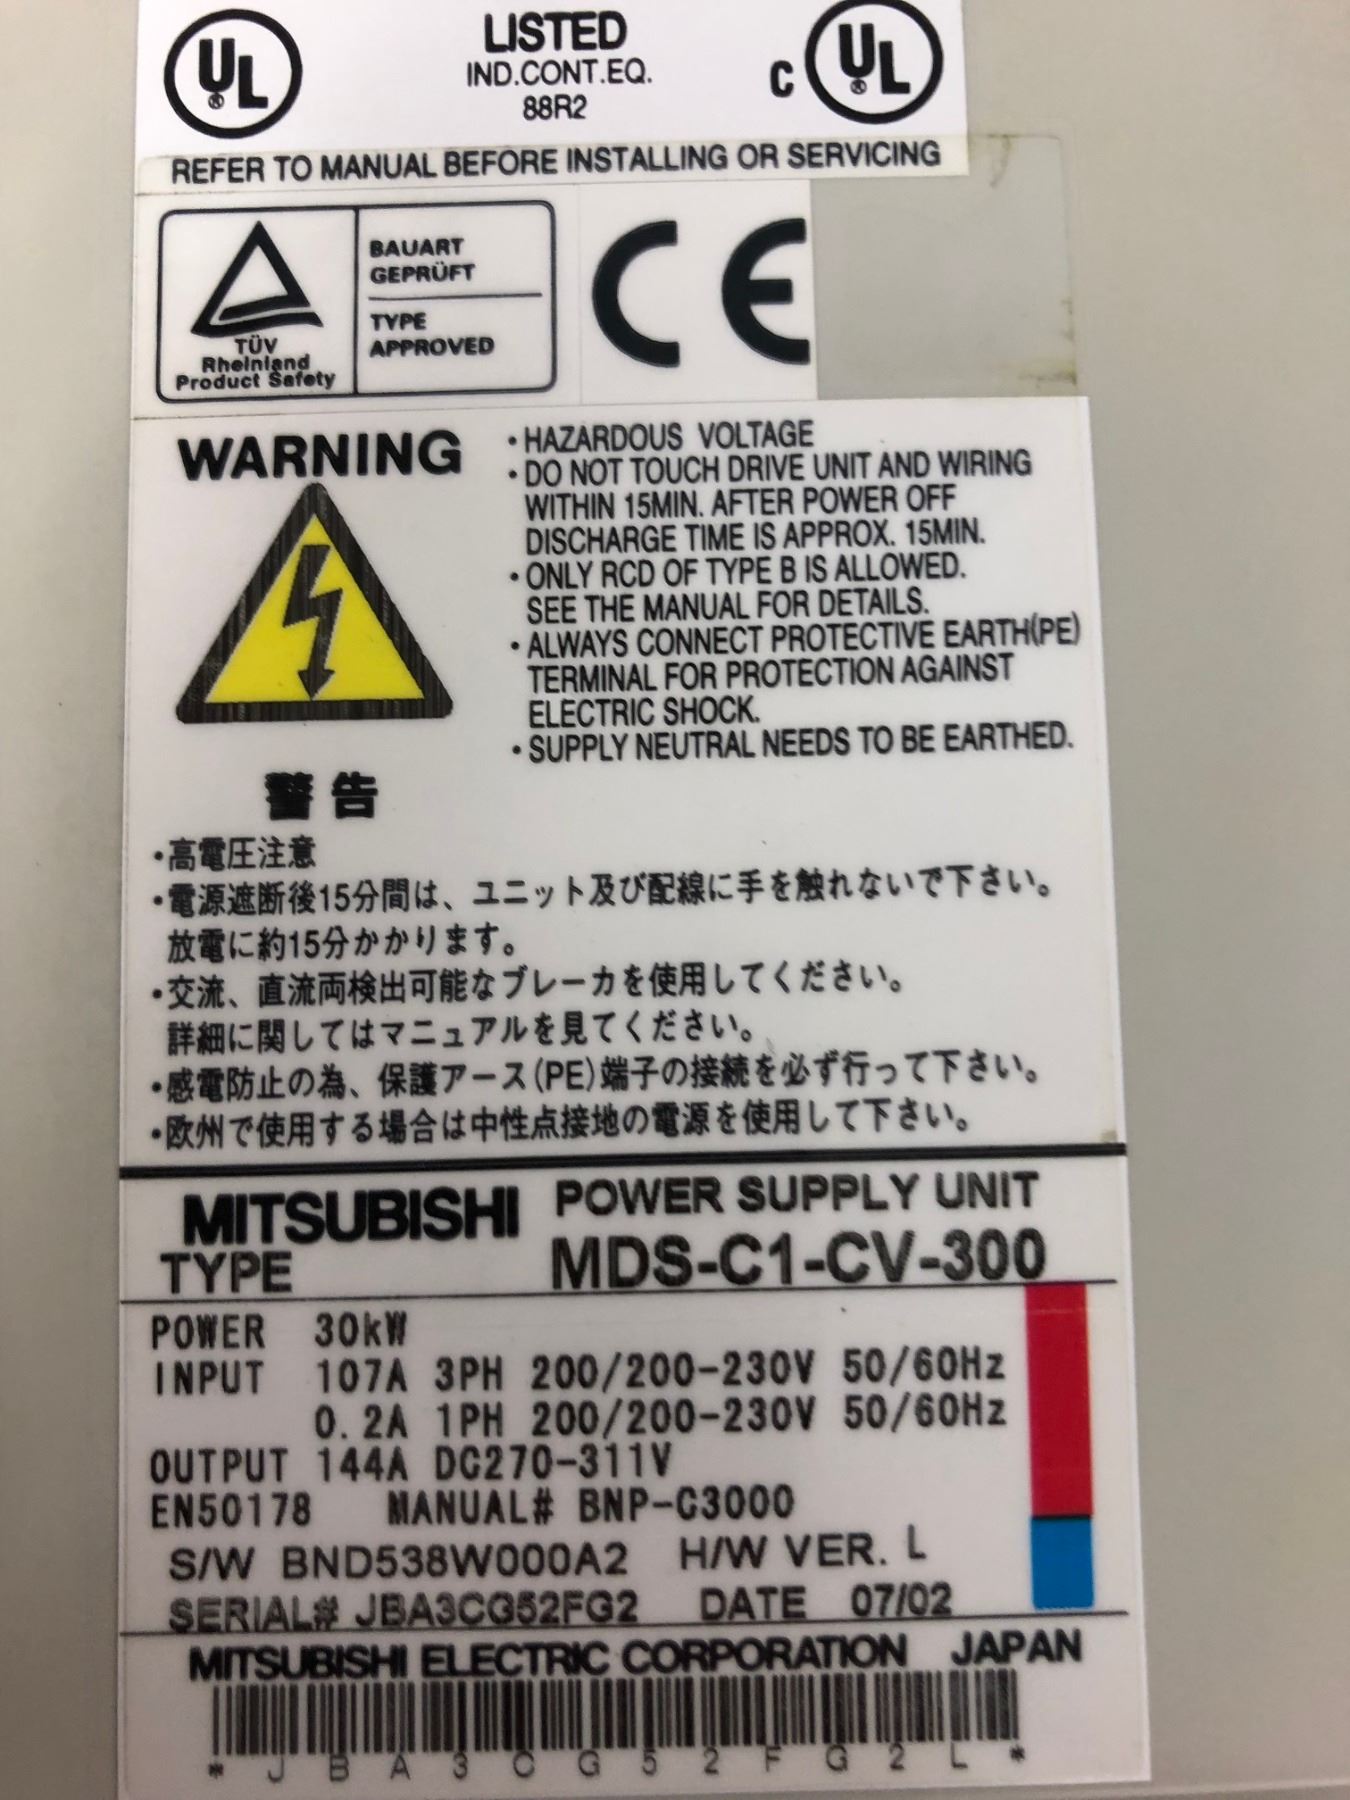 UL ® LISTED C UL ®
IND.CONT.EQ.
88R2
REFER TO MANUAL BEFORE INSTALLING OR SERVICING
BAUART
GEPRÜFT
TYPE
APPROVED
TÜV
Rheinland
Product Safety
CE
WARNING
・HAZARDOUS VOLTAGE
・DO NOT TOUCH DRIVE UNIT AND WIRING
WITHIN 15MIN. AFTER POWER OFF
DISCHARGE TIME IS APPROX. 15MIN.
・ONLY RCD OF TYPE B IS ALLOWED.
SEE THE MANUAL FOR DETAILS.
・ALWAYS CONNECT PROTECTIVE EARTH(PE)
TERMINAL FOR PROTECTION AGAINST
ELECTRIC SHOCK.
・SUPPLY NEUTRAL NEEDS TO BE EARTHED.
警告
・高電圧注意
・電源遮断後15分間は、ユニット及び配線に手を触れないで下さい。
放電に約15分かかります。
・交流、直流両検出可能なブレーカを使用してください。
詳細に関してはマニュアルを見てください。
・感電防止の為、保護アース(PE)端子の接続を必ず行って下さい。
・欧州で使用する場合は中性点接地の電源を使用して下さい。
MITSUBISHI POWER SUPPLY UNIT
TYPE MDS-C1-CV-300
POWER 30kW
INPUT 107A 3PH 200/200-230V 50/60Hz
0.2A 1PH 200/200-230V 50/60Hz
OUTPUT 144A DC270-311V
EN50178 MANUAL# BNP-C3000
S/W BND538W000A2 H/W VER. L
SERIAL# JBA3CG52FG2 DATE 07/02
MITSUBISHI ELECTRIC CORPORATION JAPAN
*JBA3CG52FG2L*